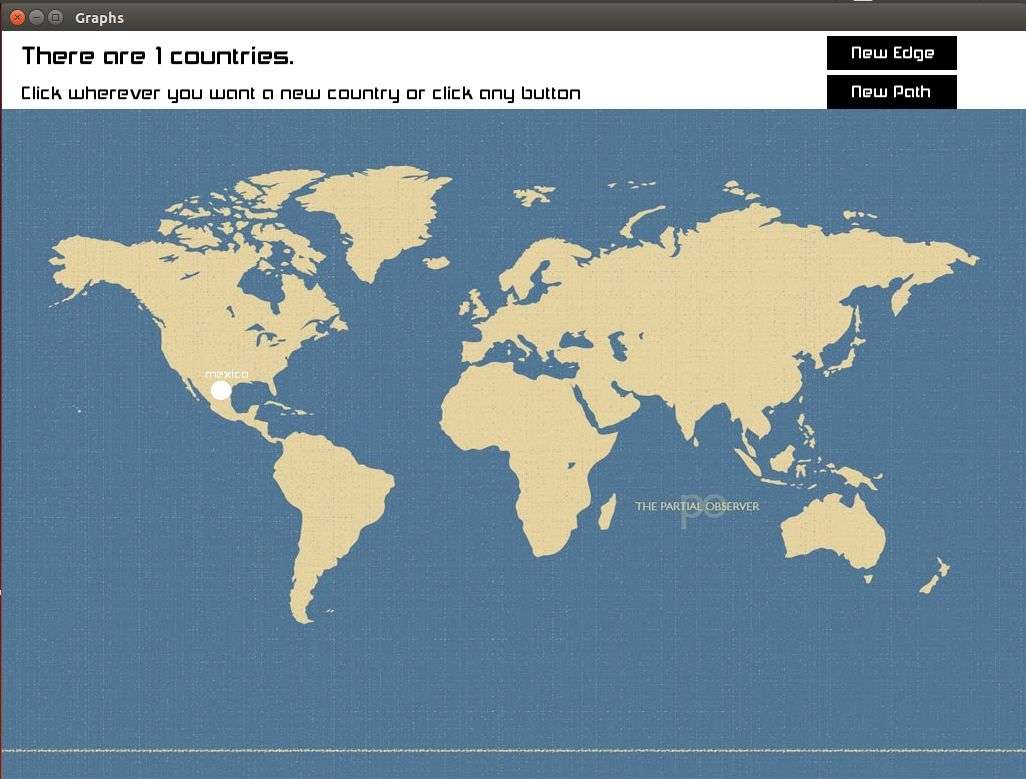 Graphs
There are 1 countries.
New Edge
Click wherever you want a new country or click any button
New Path
mexico
po
THE PARTIAL OBSERVER